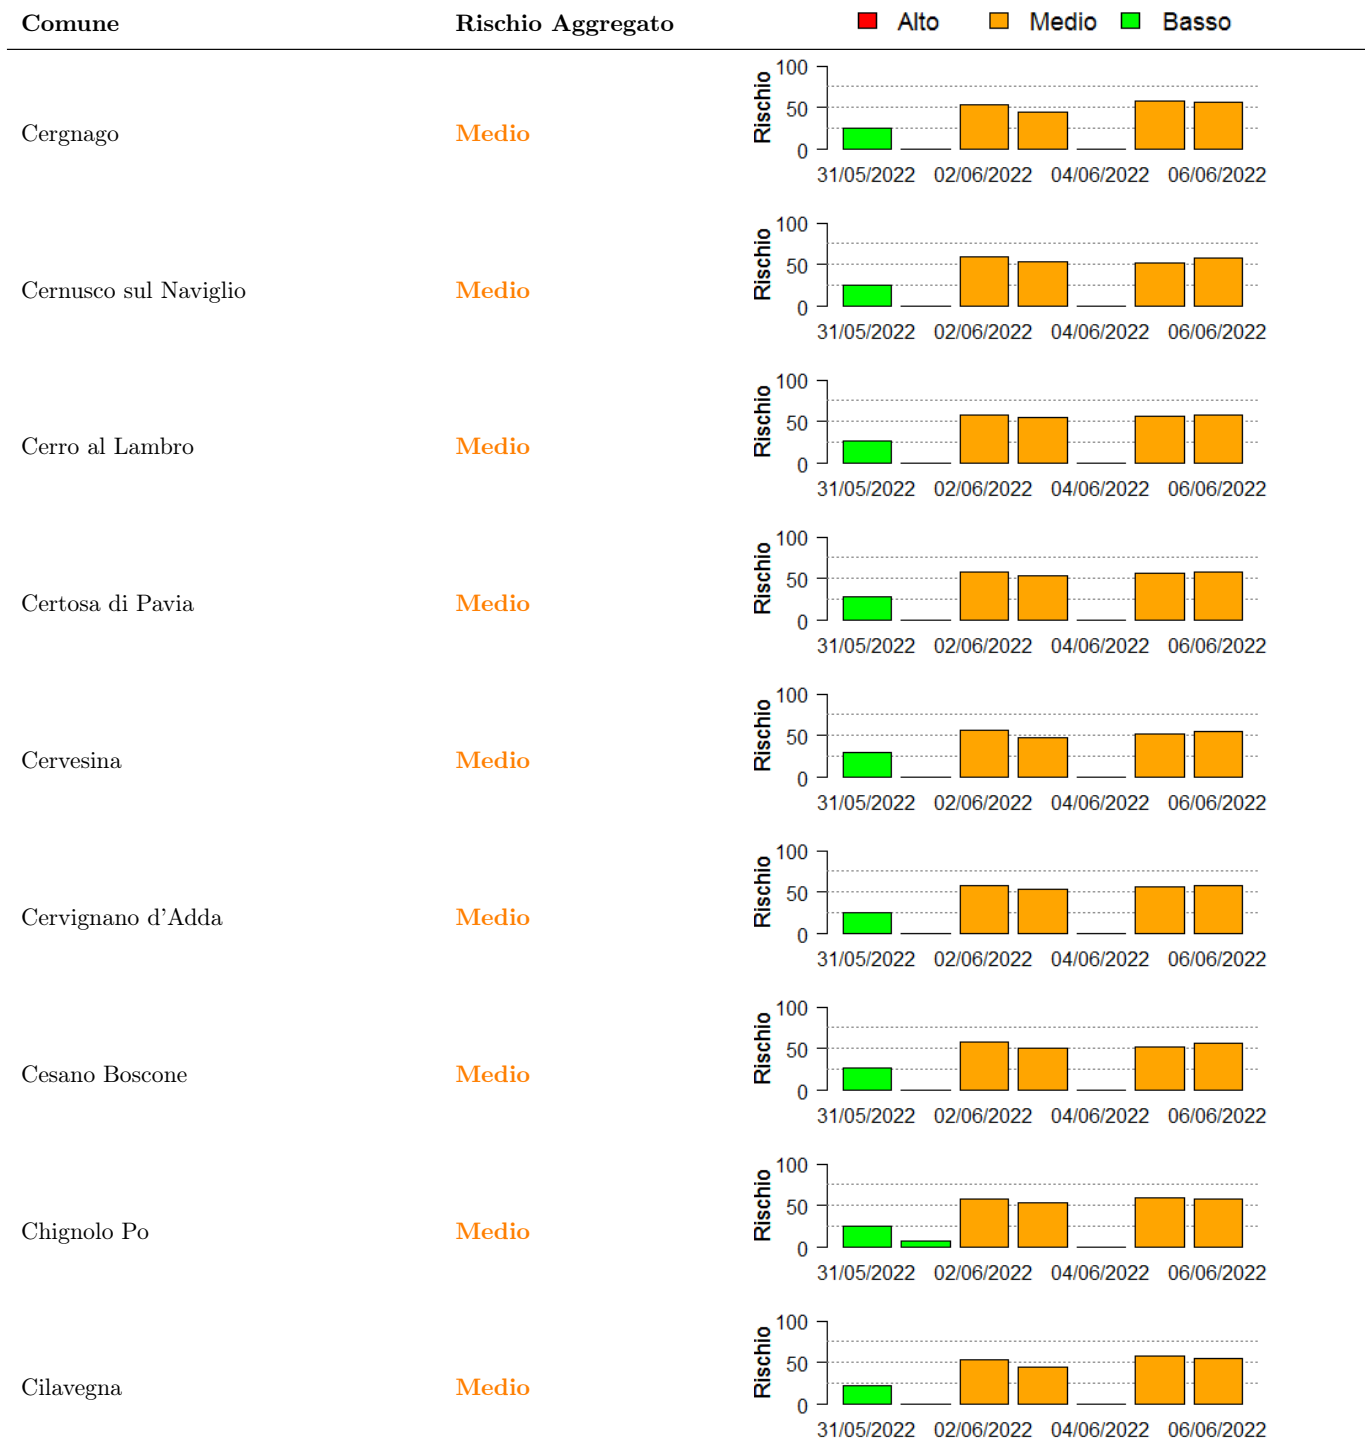 Comune Rischio Aggregato Alto Medio Basso
Cergnago Medio Rischio 100 50 0
31/05/2022 02/06/2022 04/06/2022 06/06/2022
Cernusco sul Naviglio Medio Rischio 100 50 0
31/05/2022 02/06/2022 04/06/2022 06/06/2022
Cerro al Lambro Medio Rischio 100 50 0
31/05/2022 02/06/2022 04/06/2022 06/06/2022
Certosa di Pavia Medio Rischio 100 50 0
31/05/2022 02/06/2022 04/06/2022 06/06/2022
Cervesina Medio Rischio 100 50 0
31/05/2022 02/06/2022 04/06/2022 06/06/2022
Cervignano d'Adda Medio Rischio 100 50 0
31/05/2022 02/06/2022 04/06/2022 06/06/2022
Cesano Boscone Medio Rischio 100 50 0
31/05/2022 02/06/2022 04/06/2022 06/06/2022
Chignolo Po Medio Rischio 100 50 0
31/05/2022 02/06/2022 04/06/2022 06/06/2022
Cilavegna Medio Rischio 100 50 0
31/05/2022 02/06/2022 04/06/2022 06/06/2022